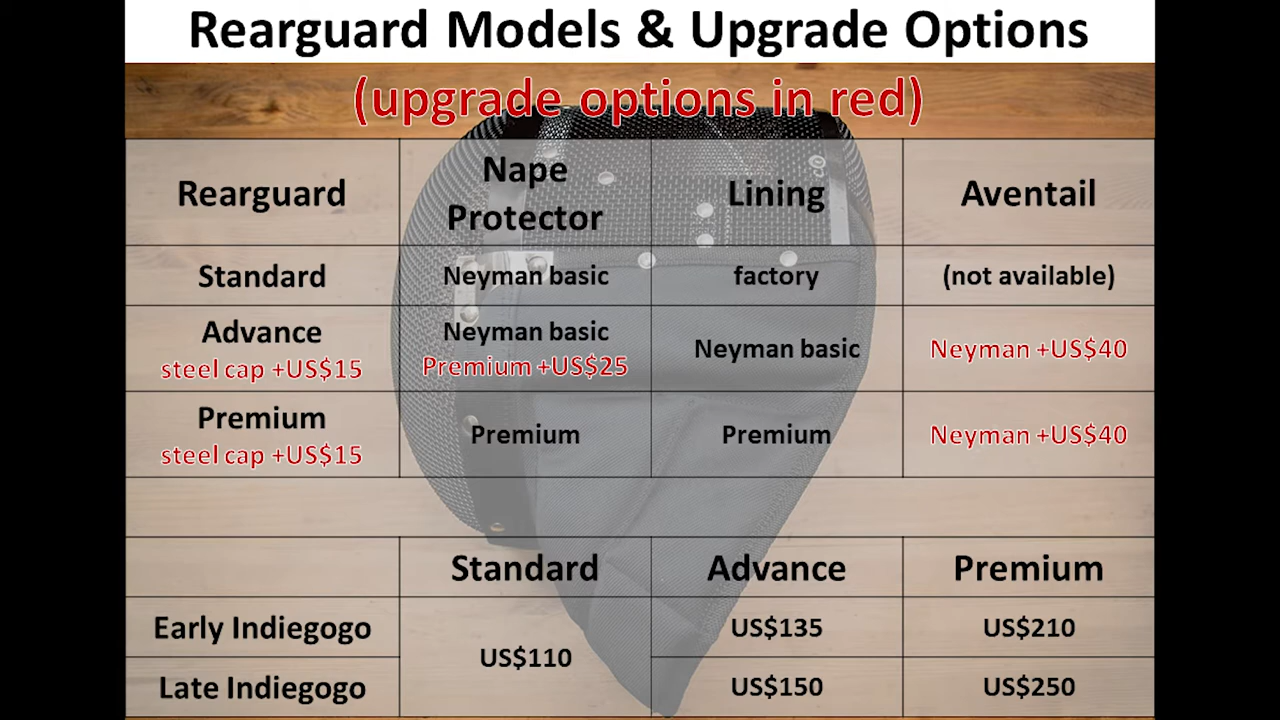 Rearguard Models & Upgrade Options
(upgrade options in red)
Rearguard
Nape
Protector
Lining
Aventail
Standard
Neyman basic
factory
(not available)
Advance
steel cap +US$15
Neyman basic
Premium +US$25
Neyman basic
Neyman +US$40
Premium
steel cap +US$15
Premium
Premium
Neyman +US$40
Standard
Advance
Premium
Early Indiegogo
US$110
US$135
US$210
Late Indiegogo
US$150
US$250